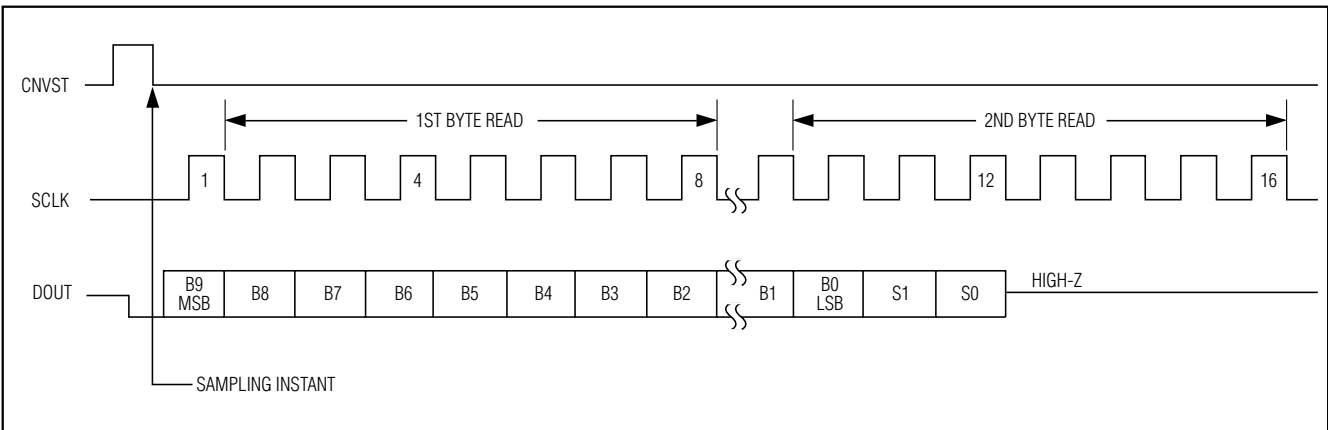 CNVST
1ST BYTE READ
2ND BYTE READ
SCLK
1
4
8
12
16
DOUT
B9
MSB
B8
B7
B6
B5
B4
B3
B2
B1
B0
LSB
S1
S0
HIGH-Z
SAMPLING INSTANT